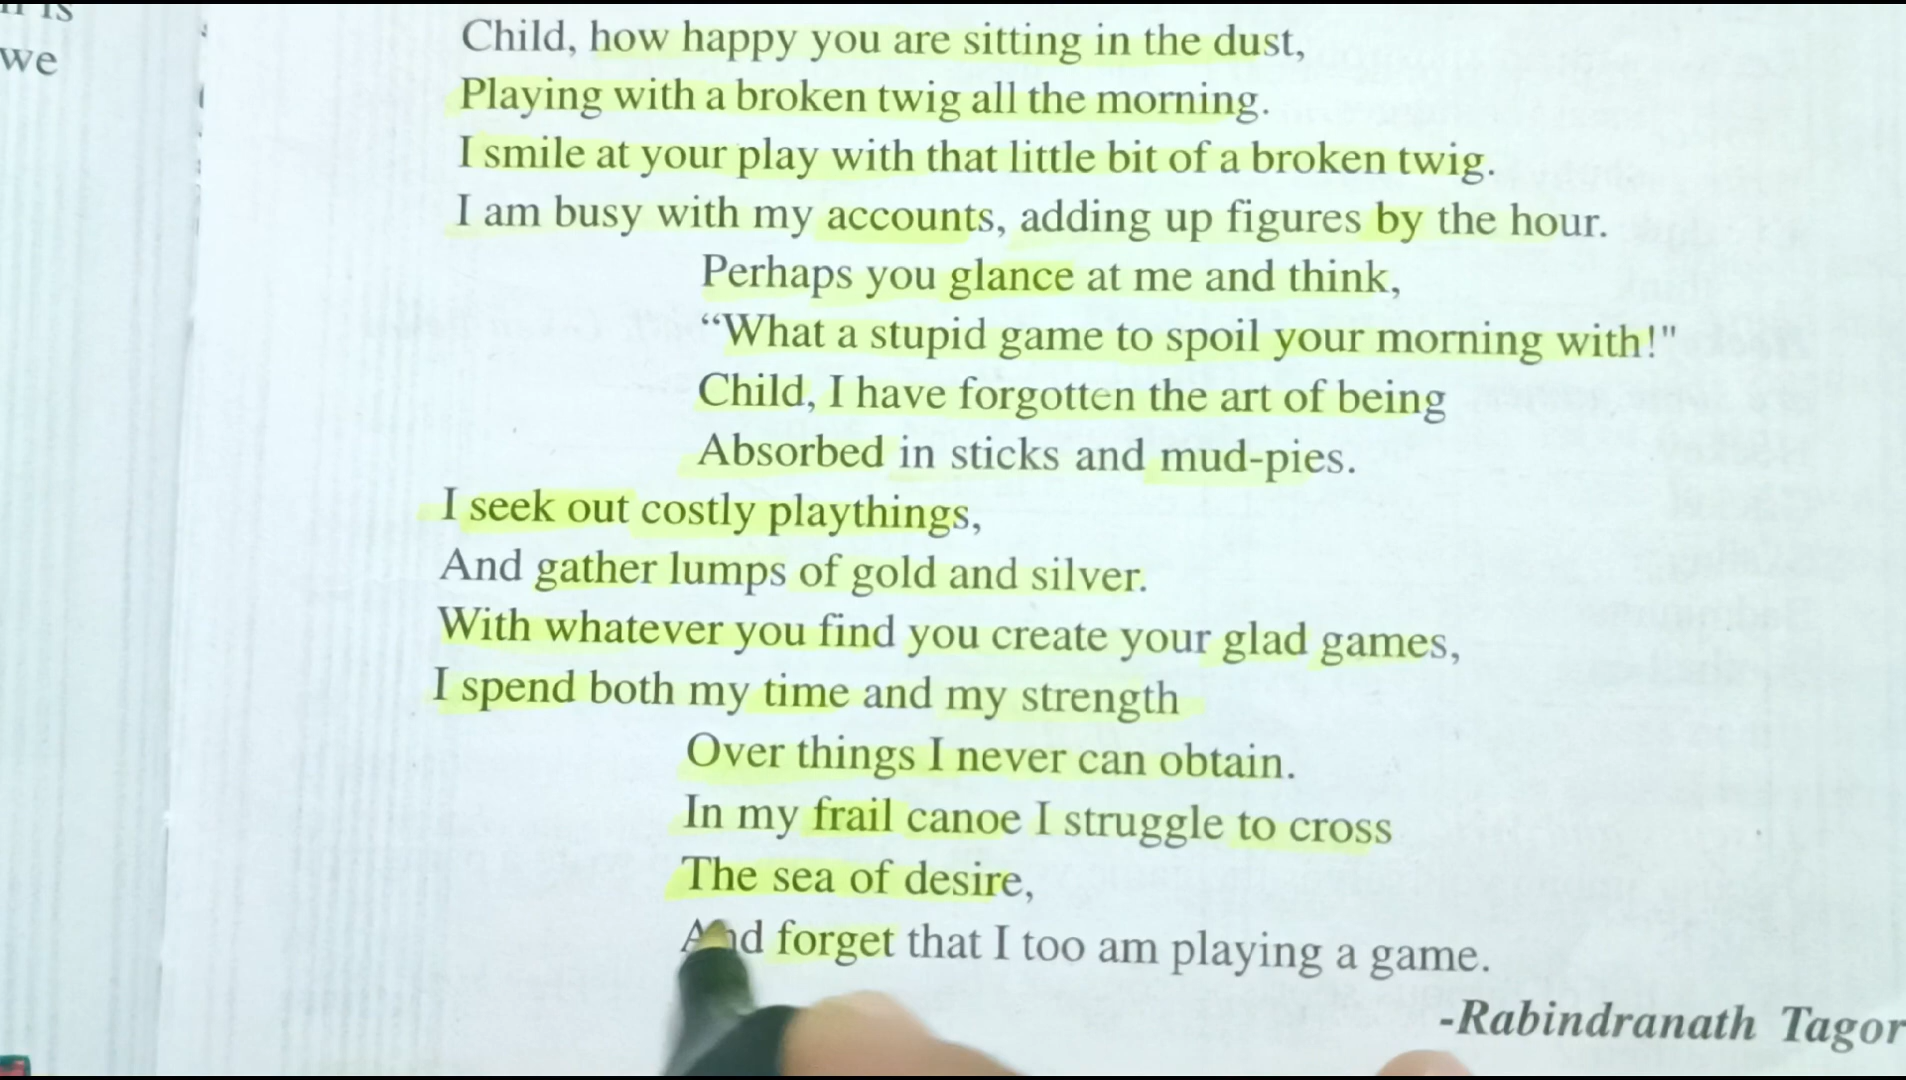 is
we
Child, how happy you are sitting in the dust,
Playing with a broken twig all the morning.
I smile at your play with that little bit of a broken twig.
I am busy with my accounts, adding up figures by the hour.
Perhaps you glance at me and think,
“What a stupid game to spoil your morning with!"
Child, I have forgotten the art of being
Absorbed in sticks and mud-pies.
I seek out costly playthings,
And gather lumps of gold and silver.
With whatever you find you create your glad games,
I spend both my time and my strength
Over things I never can obtain.
In my frail canoe I struggle to cross
The sea of desire,
And forget that I too am playing a game.
-Rabindranath Tagor